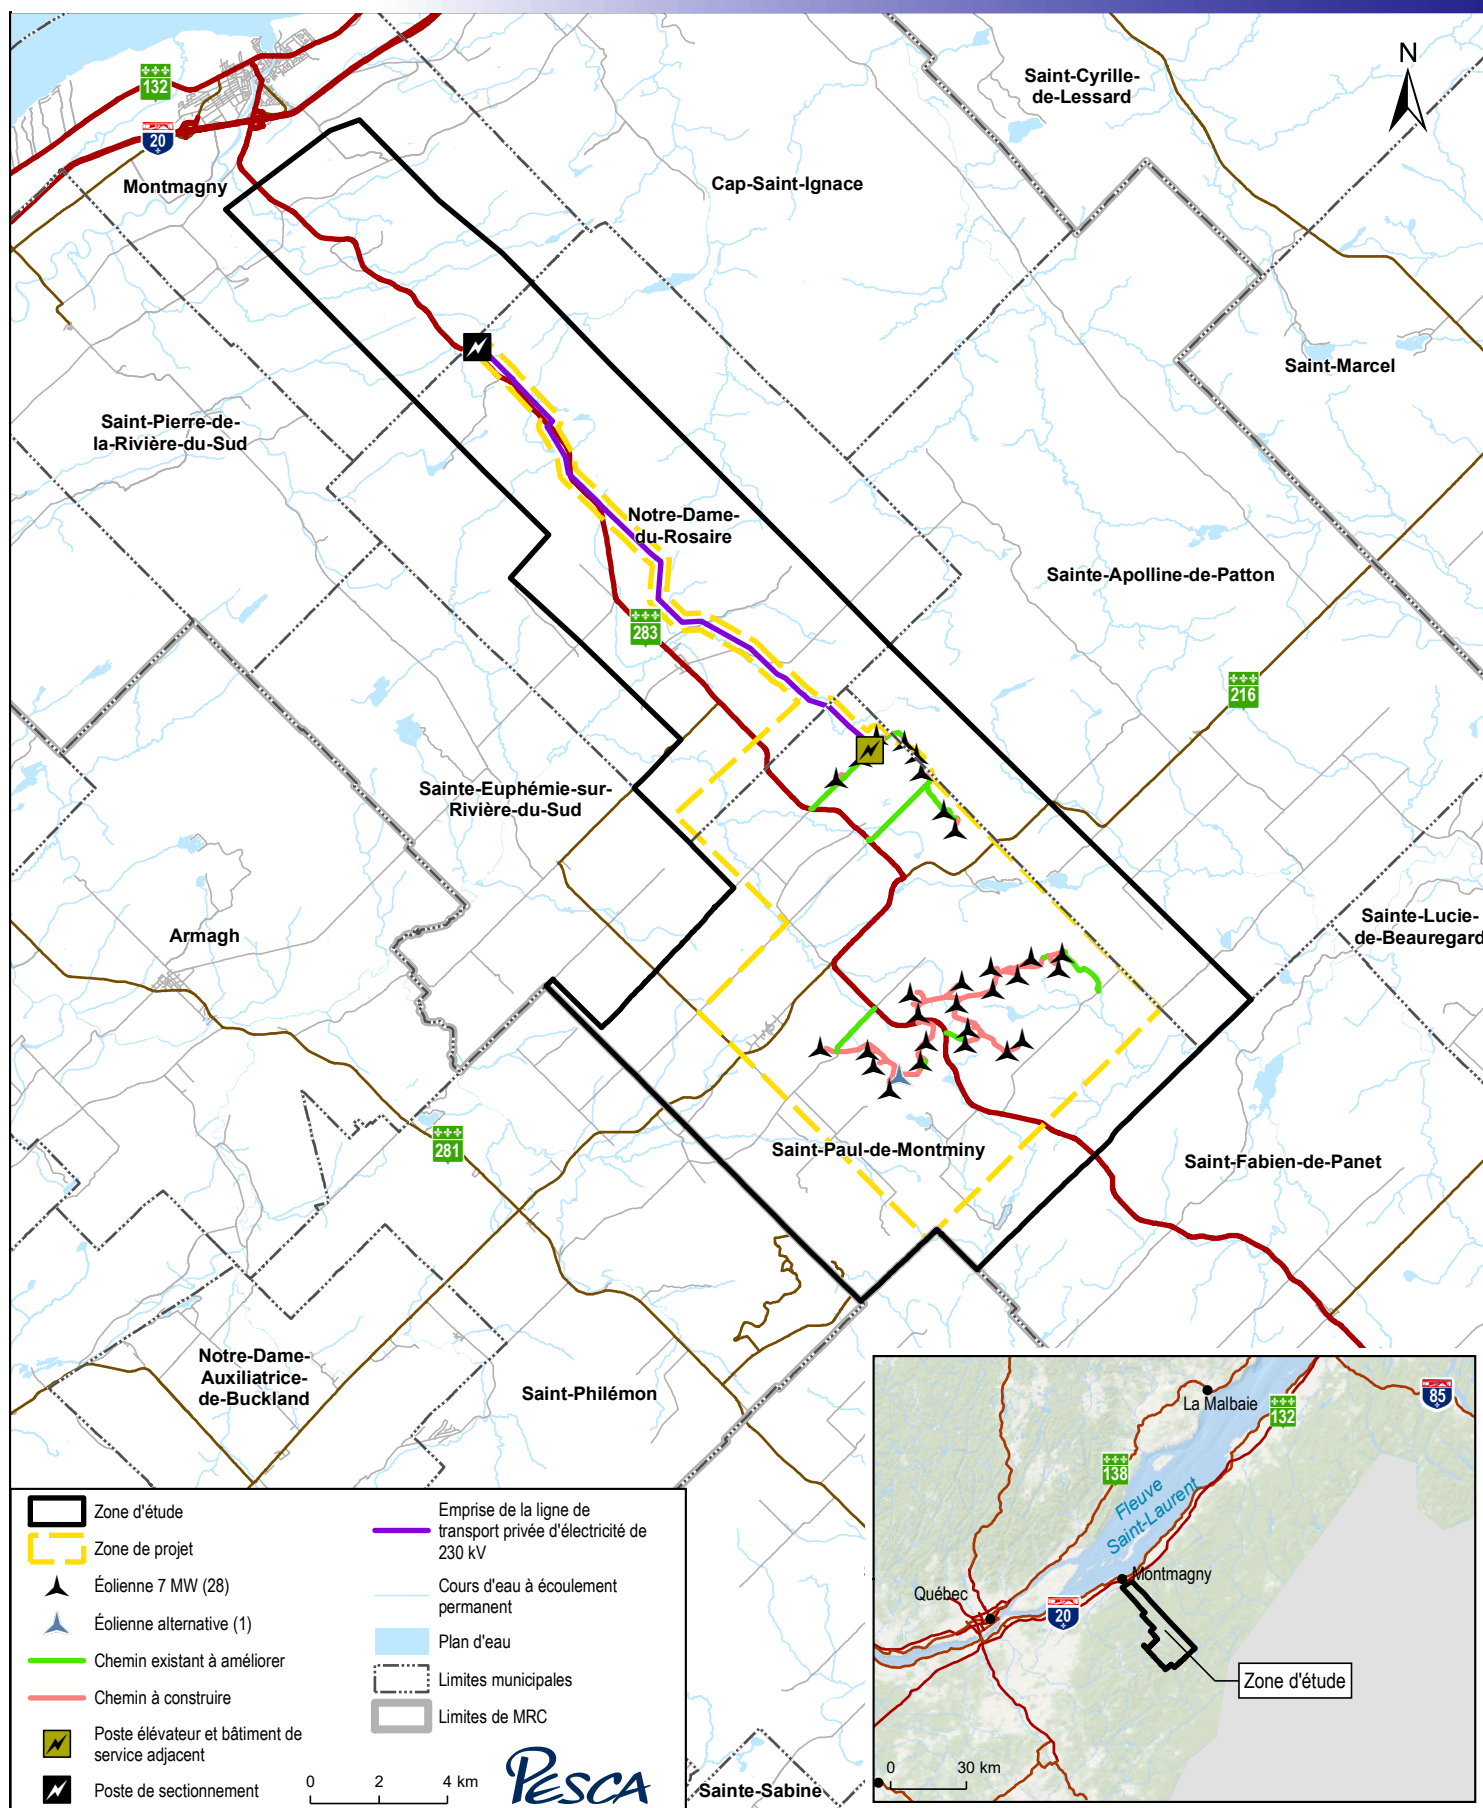 N
132
20
Montmagny
Saint-Cyrille-
de-Lessard
Cap-Saint-Ignace
Saint-Marcel
Saint-Pierre-de-
la-Rivière-du-Sud
Notre-Dame-
du-Rosaire
Sainte-Apolline-de-Patton
283
216
Sainte-Euphémie-sur-
Rivière-du-Sud
Armagh
Sainte-Lucie-
de-Beauregard
281
Saint-Paul-de-Montminy
Saint-Fabien-de-Panet
Notre-Dame-
Auxiliatrice-
de-Buckland
Saint-Philémon
Sainte-Sabine
Zone d'étude
Zone de projet
Éolienne 7 MW (28)
Éolienne alternative (1)
Chemin existant à améliorer
Chemin à construire
Poste élévateur et bâtiment de
service adjacent
Poste de sectionnement
Emprise de la ligne de
transport privée d'électricité de
230 kV
Cours d'eau à écoulement
permanent
Plan d'eau
Limites municipales
Limites de MRC
0 2 4 km
PESCA
La Malbaie
85
132
138
Fleuve
Saint-Laurent
Montmagny
Québec
20
Zone d'étude
0 30 km